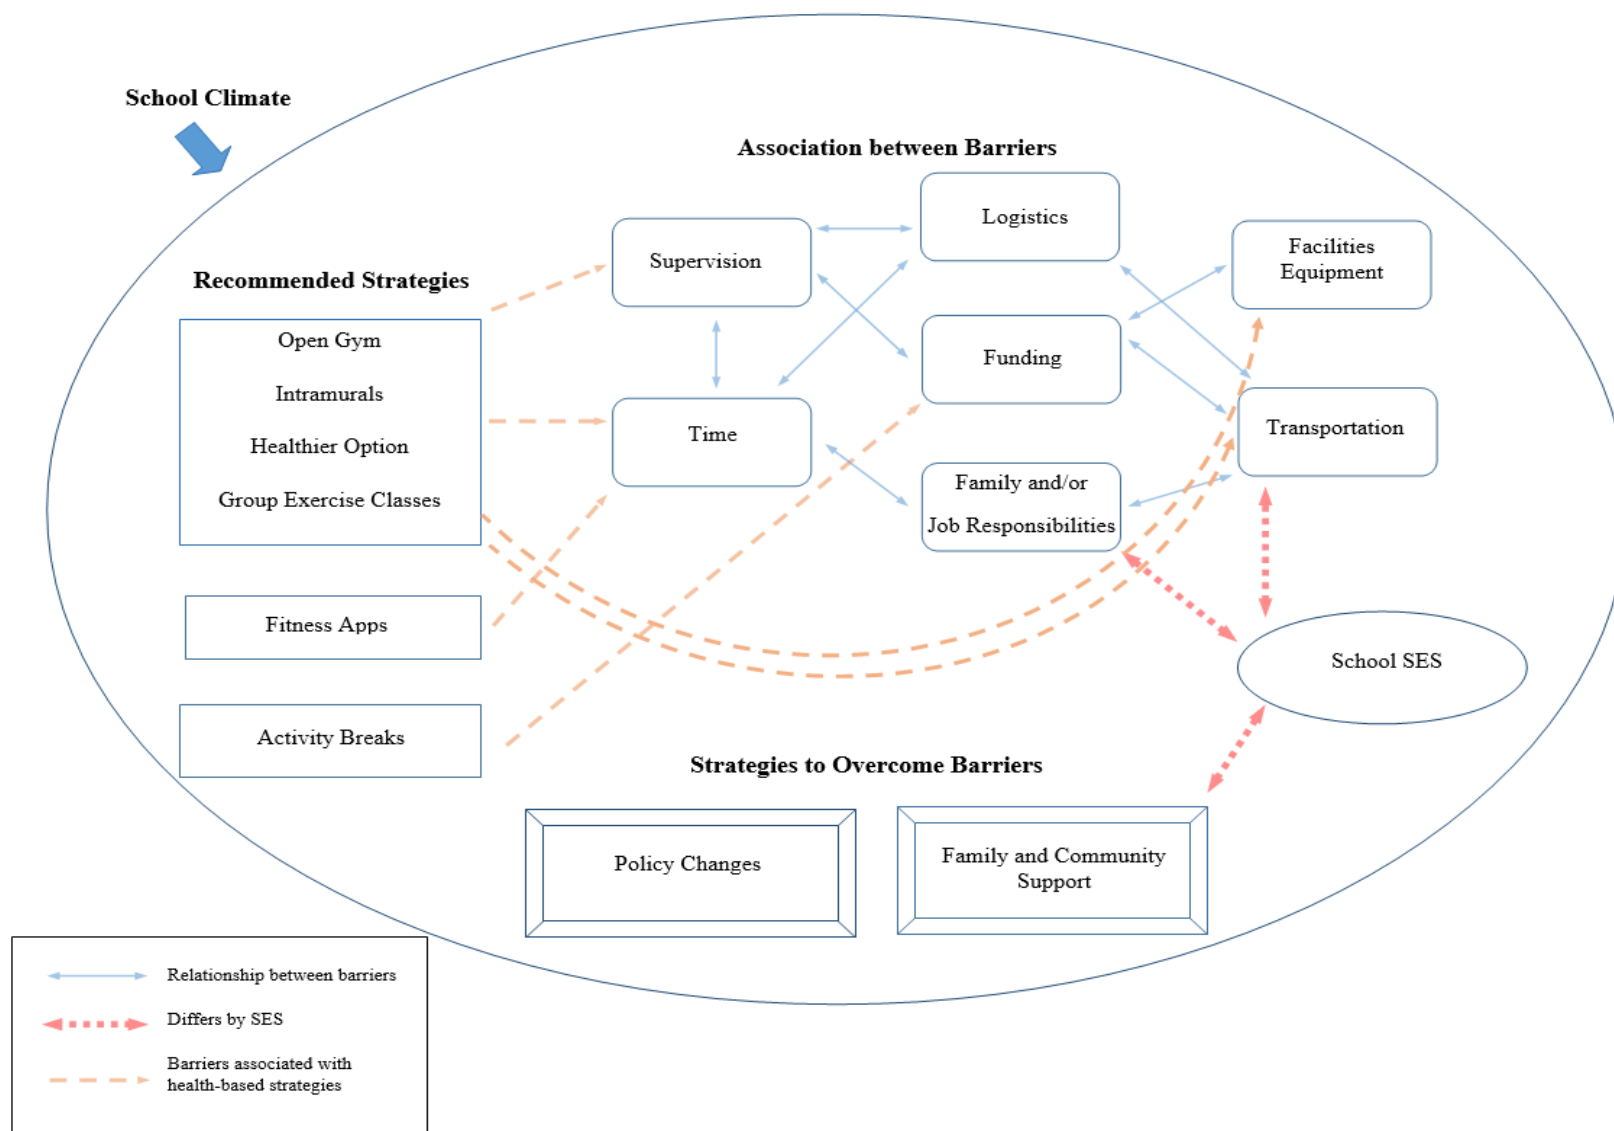 School Climate
Association between Barriers
Logistics
Supervision
Facilities
Equipment
Recommended Strategies
Open Gym
Intramurals
Healthier Option
Group Exercise Classes
Funding
Time
Transportation
Family and/or
Job Responsibilities
Fitness Apps
School SES
Activity Breaks
Strategies to Overcome Barriers
Policy Changes
Family and Community
Support
Relationship between barriers
Differs by SES
Barriers associated with
health-based strategies